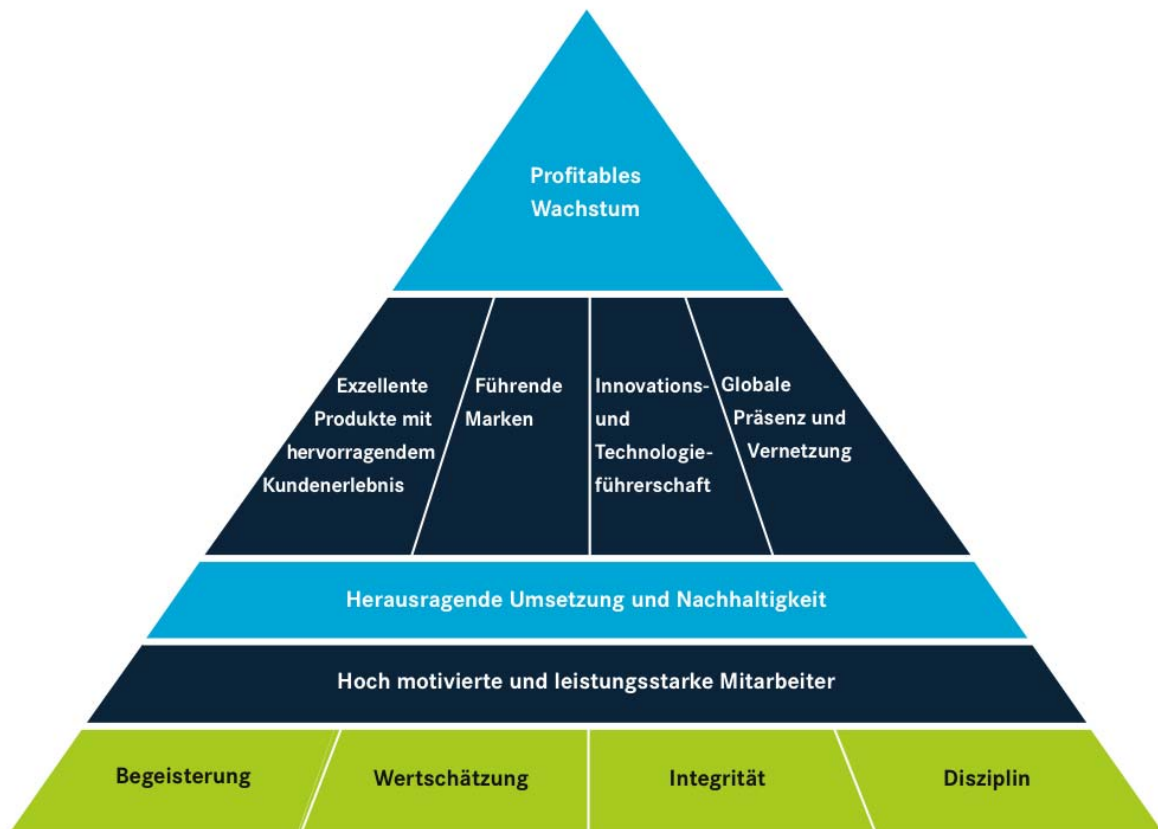 Profitables
Wachstum
Exzellente
Produkte mit
hervorragendem
Kundenerlebnis
Führende
Marken
Innovations-
und
Technologie-
führerschaft
Globale
Präsenz und
Vernetzung
Herausragende Umsetzung und Nachhaltigkeit
Hoch motivierte und leistungsstarke Mitarbeiter
Begeisterung
Wertschätzung
Integrität
Disziplin